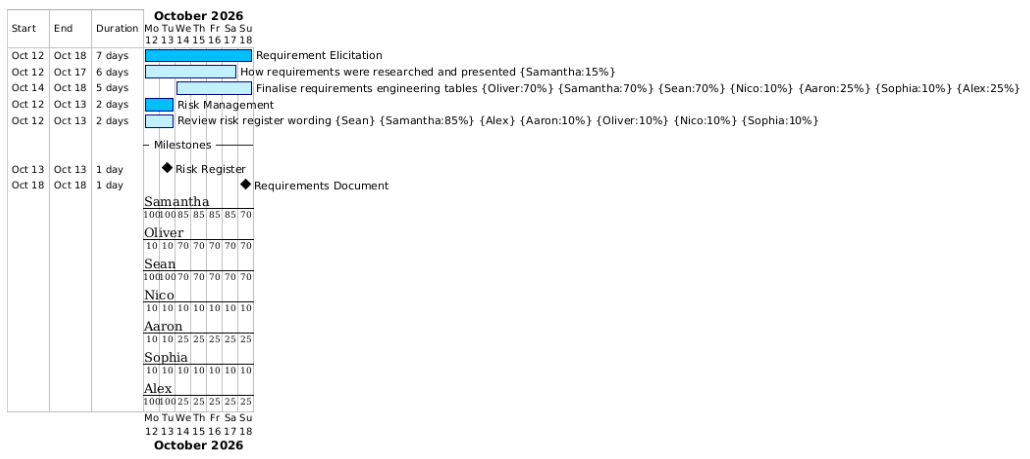 October 2026
Start End Duration Mo Tu We Th Fr Sa Su
12 13 14 15 16 17 18
Oct 12 Oct 18 7 days Requirement Elicitation
Oct 12 Oct 17 6 days How requirements were researched and presented {Samantha:15%}
Oct 14 Oct 18 5 days Finalise requirements engineering tables {Oliver:70%} {Samantha:70%} {Sean:70%} {Nico:10%} {Aaron:25%} {Sophia:10%} {Alex:25%}
Oct 12 Oct 13 2 days Risk Management
Oct 12 Oct 13 2 days Review risk register wording {Sean} {Samantha:85%} {Alex} {Aaron:10%} {Oliver:10%} {Nico:10%} {Sophia:10%}
Milestones
Oct 13 Oct 13 1 day Risk Register
Oct 18 Oct 18 1 day Requirements Document
Samantha
100 100 85 85 85 85 70
Oliver
10 10 70 70 70 70 70
Sean
100 100 70 70 70 70 70
Nico
10 10 10 10 10 10 10
Aaron
10 10 25 25 25 25 25
Sophia
10 10 10 10 10 10 10
Alex
100 100 25 25 25 25 25
Mo Tu We Th Fr Sa Su
12 13 14 15 16 17 18
October 2026